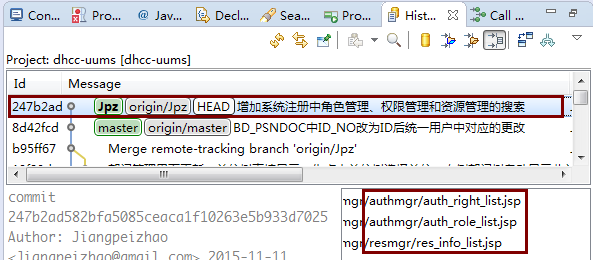 Pro... JavaD Decl... Sea... Con... Pro... Hist... Call ...
Project: dhcc-uums [dhcc-uums]
Id Message
247b2ad Jpz origin/Jpz HEAD 增加系统注册中角色管理、权限管理和资源管理的搜索
8d42fcd master origin/master BD_PSNDOC中ID_NO改为ID后统一用户中对应的更改
b95ff67 Merge remote-tracking branch 'origin/Jpz'
commit
247b2ad582bfa5085ceaca1f10263e5b933d7025
Author: Jiangpeizhao
<jiangpeizhao@gmail.com> 2015-11-11
mgr/authmgr/auth_right_list.jsp
mgr/authmgr/auth_role_list.jsp
mgr/resmgr/res_info_list.jsp